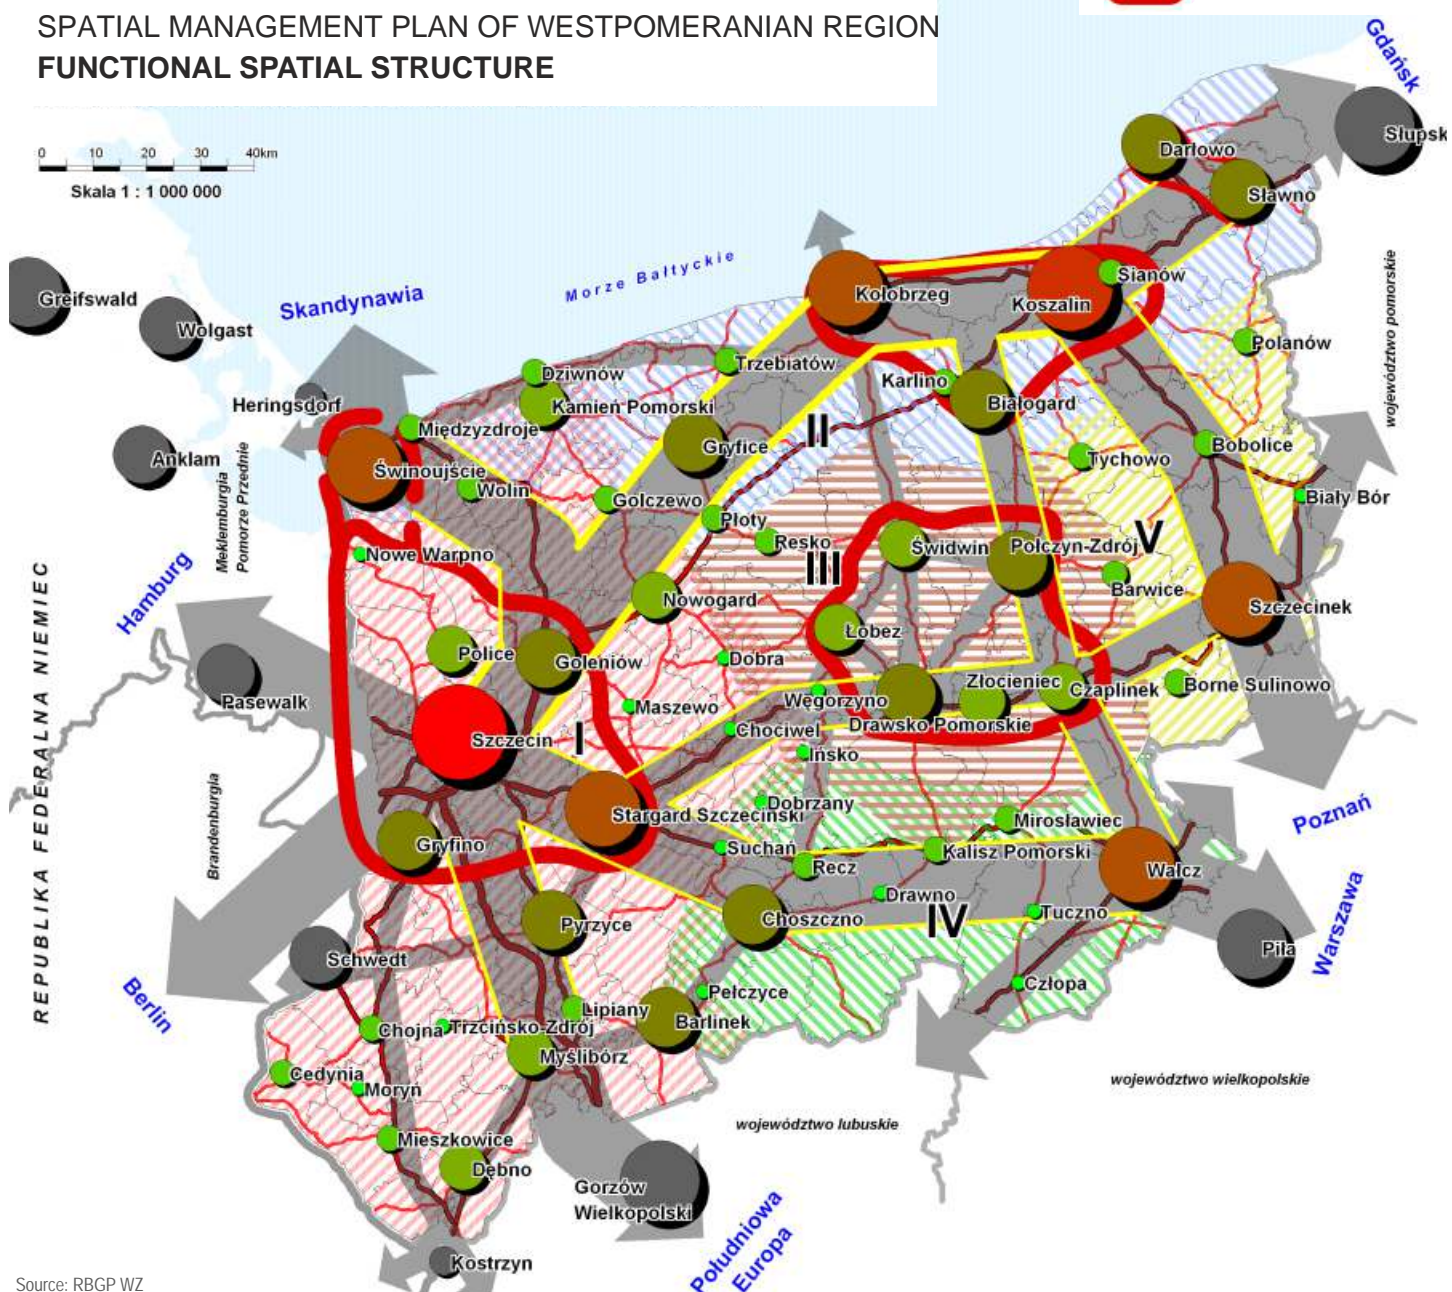 SPATIAL MANAGEMENT PLAN OF WESTPOMERANIAN REGION
FUNCTIONAL SPATIAL STRUCTURE
0 10 20 30 40km
Skala 1 : 1 000 000
Gdańsk
Słupsk
Darłowo
Sławno
Morze Bałtyckie
Skandynawia
Greifswald
Wolgast
Kołobrzeg
Koszalin
Sianów
Polanów
województwo pomorskie
Trzebiatów
Dziwnów
Karlino
Białogard
Heringsdorf
Kamień Pomorski
Międzyzdroje
II
Gryfice
Bobolice
Tychowo
Anklam
Świnoujście
Wolin
Golczewo
Płoty
Biały Bór
Meklemburgia
Pomorze Przednie
Resko
Świdwin
Połczyn-Zdrój
V
III
Nowe Warpno
Barwice
Szczecinek
Hamburg
Nowogard
Łobez
REPUBLIKA FEDERALNA NIEMIEC
Police
Goleniów
Dobra
Złocieniec
Czaplinek
Borne Sulinowo
Pasewalk
Węgorzyno
Maszewo
Drawsko Pomorskie
Szczecin
I
Chociwel
Ińsko
Poznań
Brandenburgia
Dobrzany
Stargard Szczeciński
Mirosławiec
Gryfino
Suchań
Kalisz Pomorski
Recz
Wałcz
Drawno
Tuczno
Pyrzyce
Choszczno
IV
Warszawa
Piła
Schwedt
Człopa
Berlin
Pełczyce
Lipiany
Barlinek
Chojna
Trzcińsko-Zdrój
Myślibórz
Cedynia
Moryń
województwo wielkopolskie
województwo lubuskie
Mieszkowice
Dębno
Gorzów
Wielkopolski
Południowa
Europa
Kostrzyn
Source: RBGP WZ